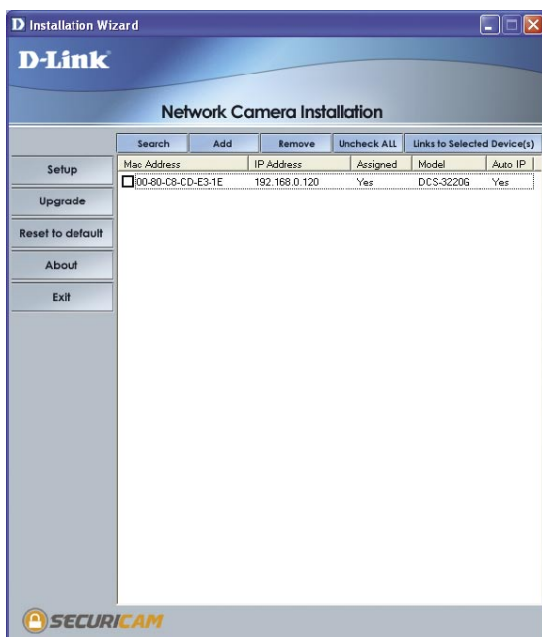 D Installation Wizard
D-Link
Network Camera Installation
Search Add Remove Uncheck ALL Links to Selected Device(s)
Mac Address IP Address Assigned Model Auto IP
00-80-C8-CD-E3-1E 192.168.0.120 Yes DCS-3220G Yes
Setup
Upgrade
Reset to default
About
Exit
SECURICAM